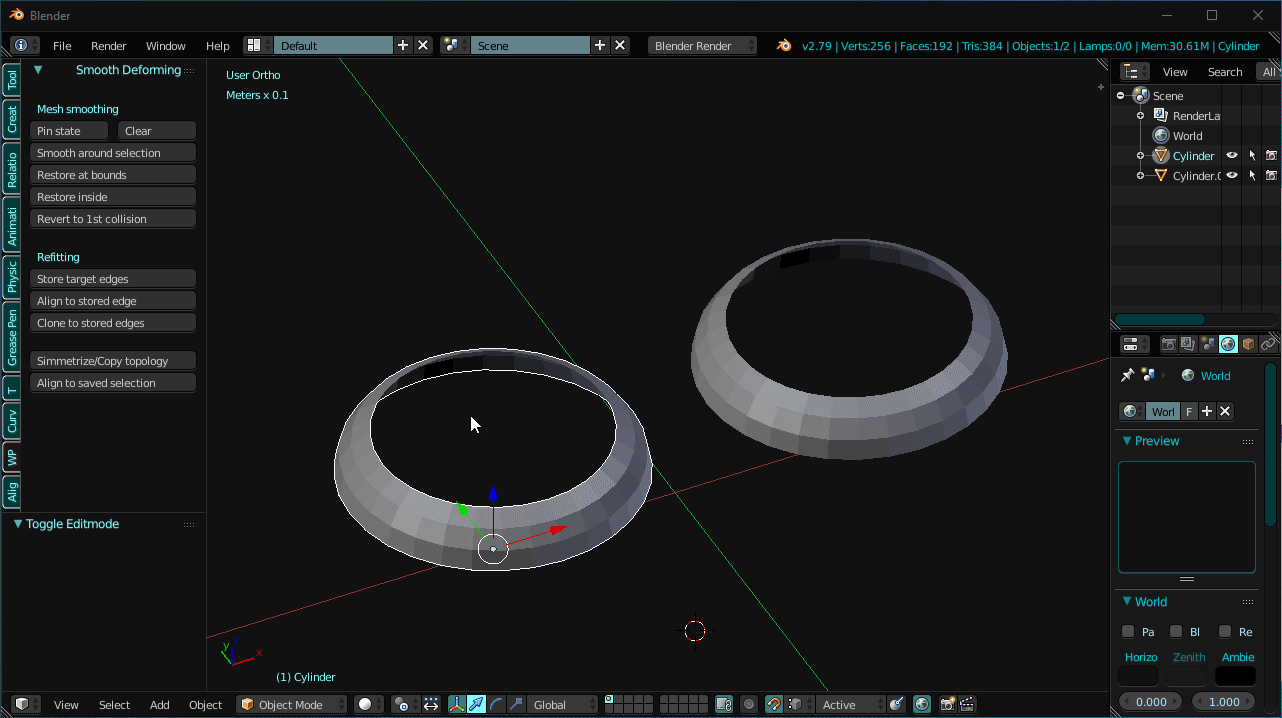 Blender
File Render Window Help Default Scene Blender Render v2.79 | Verts:256 | Faces:192 | Tris:384 | Objects:1/2 | Lamps:0/0 | Mem:30.61M | Cylinder
Tool
Creat
Relatio
Animati
Physic
Grease Pen
T
Curv
WP
Alig
Smooth Deforming
Mesh smoothing
Pin state Clear
Smooth around selection
Restore at bounds
Restore inside
Revert to 1st collision
Refitting
Store target edges
Align to stored edge
Clone to stored edges
Simmetrize/Copy topology
Align to saved selection
Toggle Editmode
User Ortho
Meters x 0.1
y z x
(1) Cylinder
View Select Add Object Object Mode Global Active
View Search All
Scene
RenderLa
World
Cylinder
Cylinder.0
World
Worl F
Preview
World
Pa Bl Re
Horizo Zenith Ambie
0.000 1.000